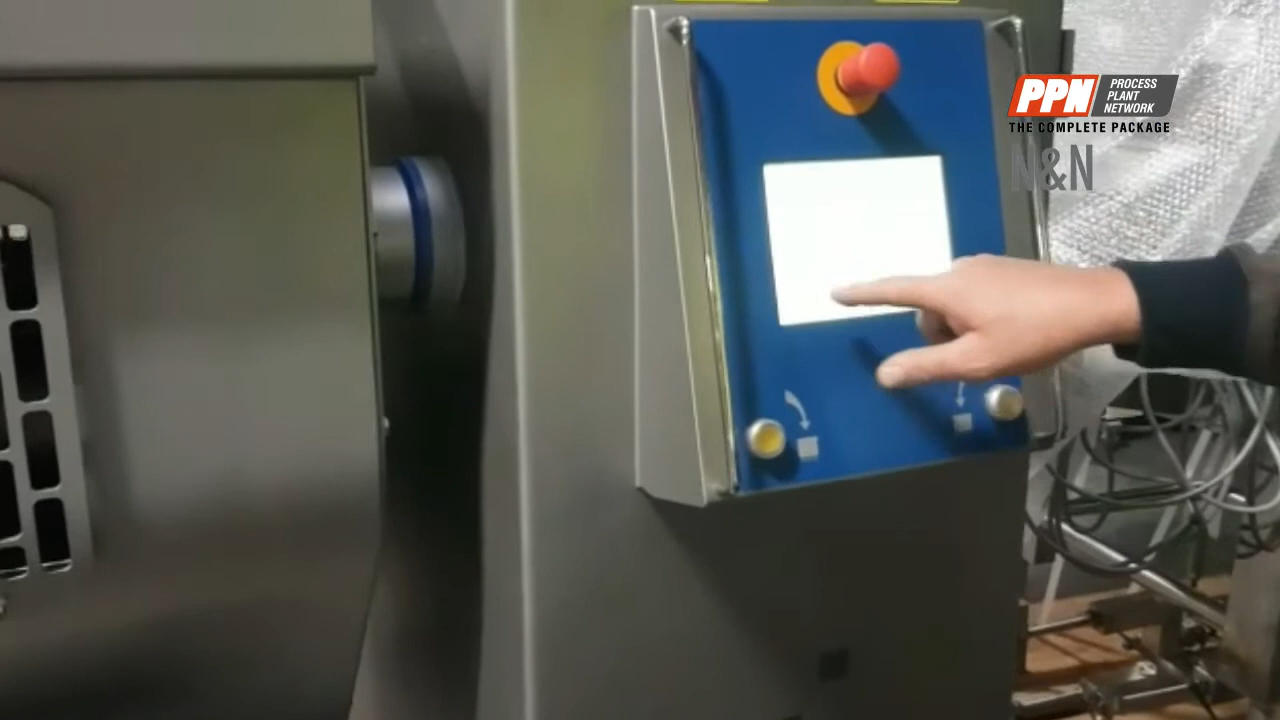 PPN
PROCESS
PLANT
NETWORK
THE COMPLETE PACKAGE
N&N